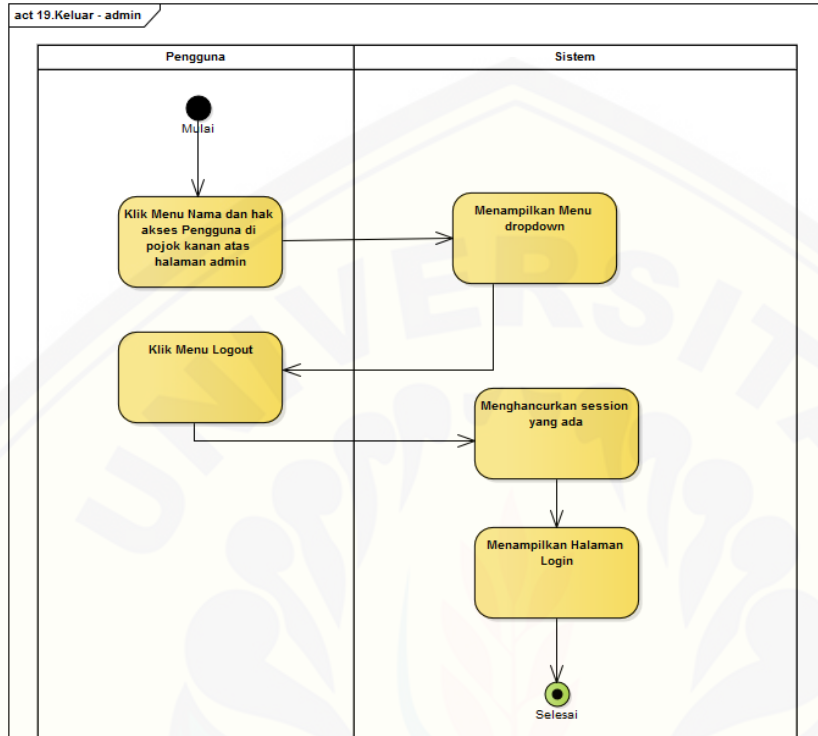 act 19.Keluar - admin
Pengguna
Sistem
Mulai
Klik Menu Nama dan hak
akses Pengguna di
pojok kanan atas
halaman admin
Menampilkan Menu
dropdown
Klik Menu Logout
Menghancurkan session
yang ada
Menampilkan Halaman
Login
Selesai
UNIVERSITA